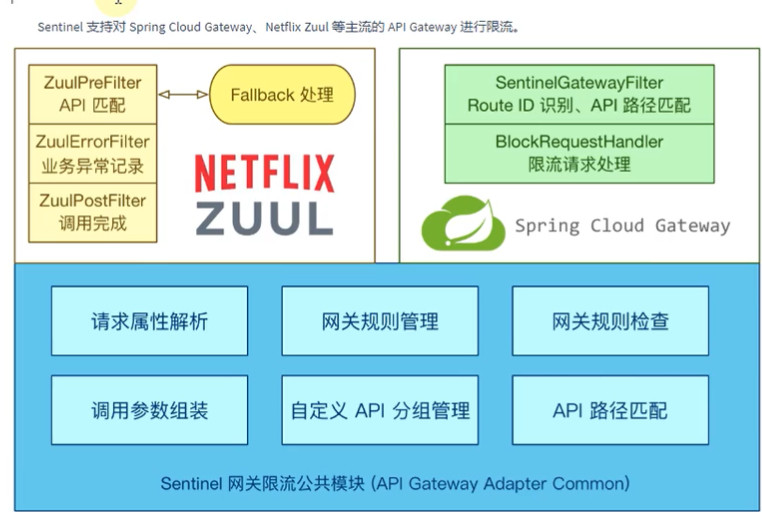 Sentinel 支持对 Spring Cloud Gateway、Netflix Zuul 等主流的 API Gateway 进行限流。
ZuulPreFilter
API 匹配
Fallback 处理
ZuulErrorFilter
业务异常记录
ZuulPostFilter
调用完成
NETFLIX
ZUUL
SentinelGatewayFilter
Route ID 识别、API 路径匹配
BlockRequestHandler
限流请求处理
Spring Cloud Gateway
请求属性解析
网关规则管理
网关规则检查
调用参数组装
自定义 API 分组管理
API 路径匹配
Sentinel 网关限流公共模块 (API Gateway Adapter Common)